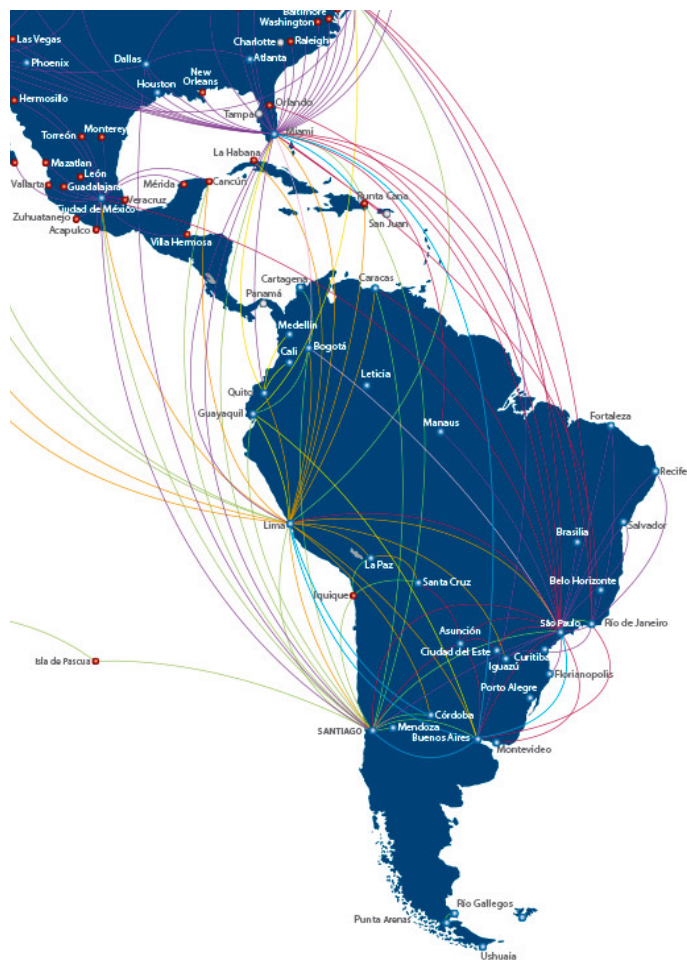 Baltimore
Washington
Las Vegas
Charlotte
Raleigh
Phoenix
Dallas
Atlanta
Houston
New
Orleans
Hermosillo
Orlando
Tampa
Miami
Torreón
Monterey
La Habana
Mazatlan
León
Vallarta
Guadalajara
Mérida
Cancún
Veracruz
Punta Cana
Ciudad de México
Zuhuatanejo
San Juan
Acapulco
Villa Hermosa
Cartagena
Caracas
Panamá
Medellín
Cali
Bogotá
Leticia
Quito
Guayaquil
Manaus
Fortaleza
Recife
Lima
Salvador
Brasilia
La Paz
Santa Cruz
Belo Horizonte
Iquique
São Paulo
Río de Janeiro
Asunción
Ciudad del Este
Curitiba
Isla de Pascua
Iguazú
Florianopolis
Porto Alegre
Córdoba
SANTIAGO
Mendoza
Buenos Aires
Montevideo
Río Gallegos
Punta Arenas
Ushuaia